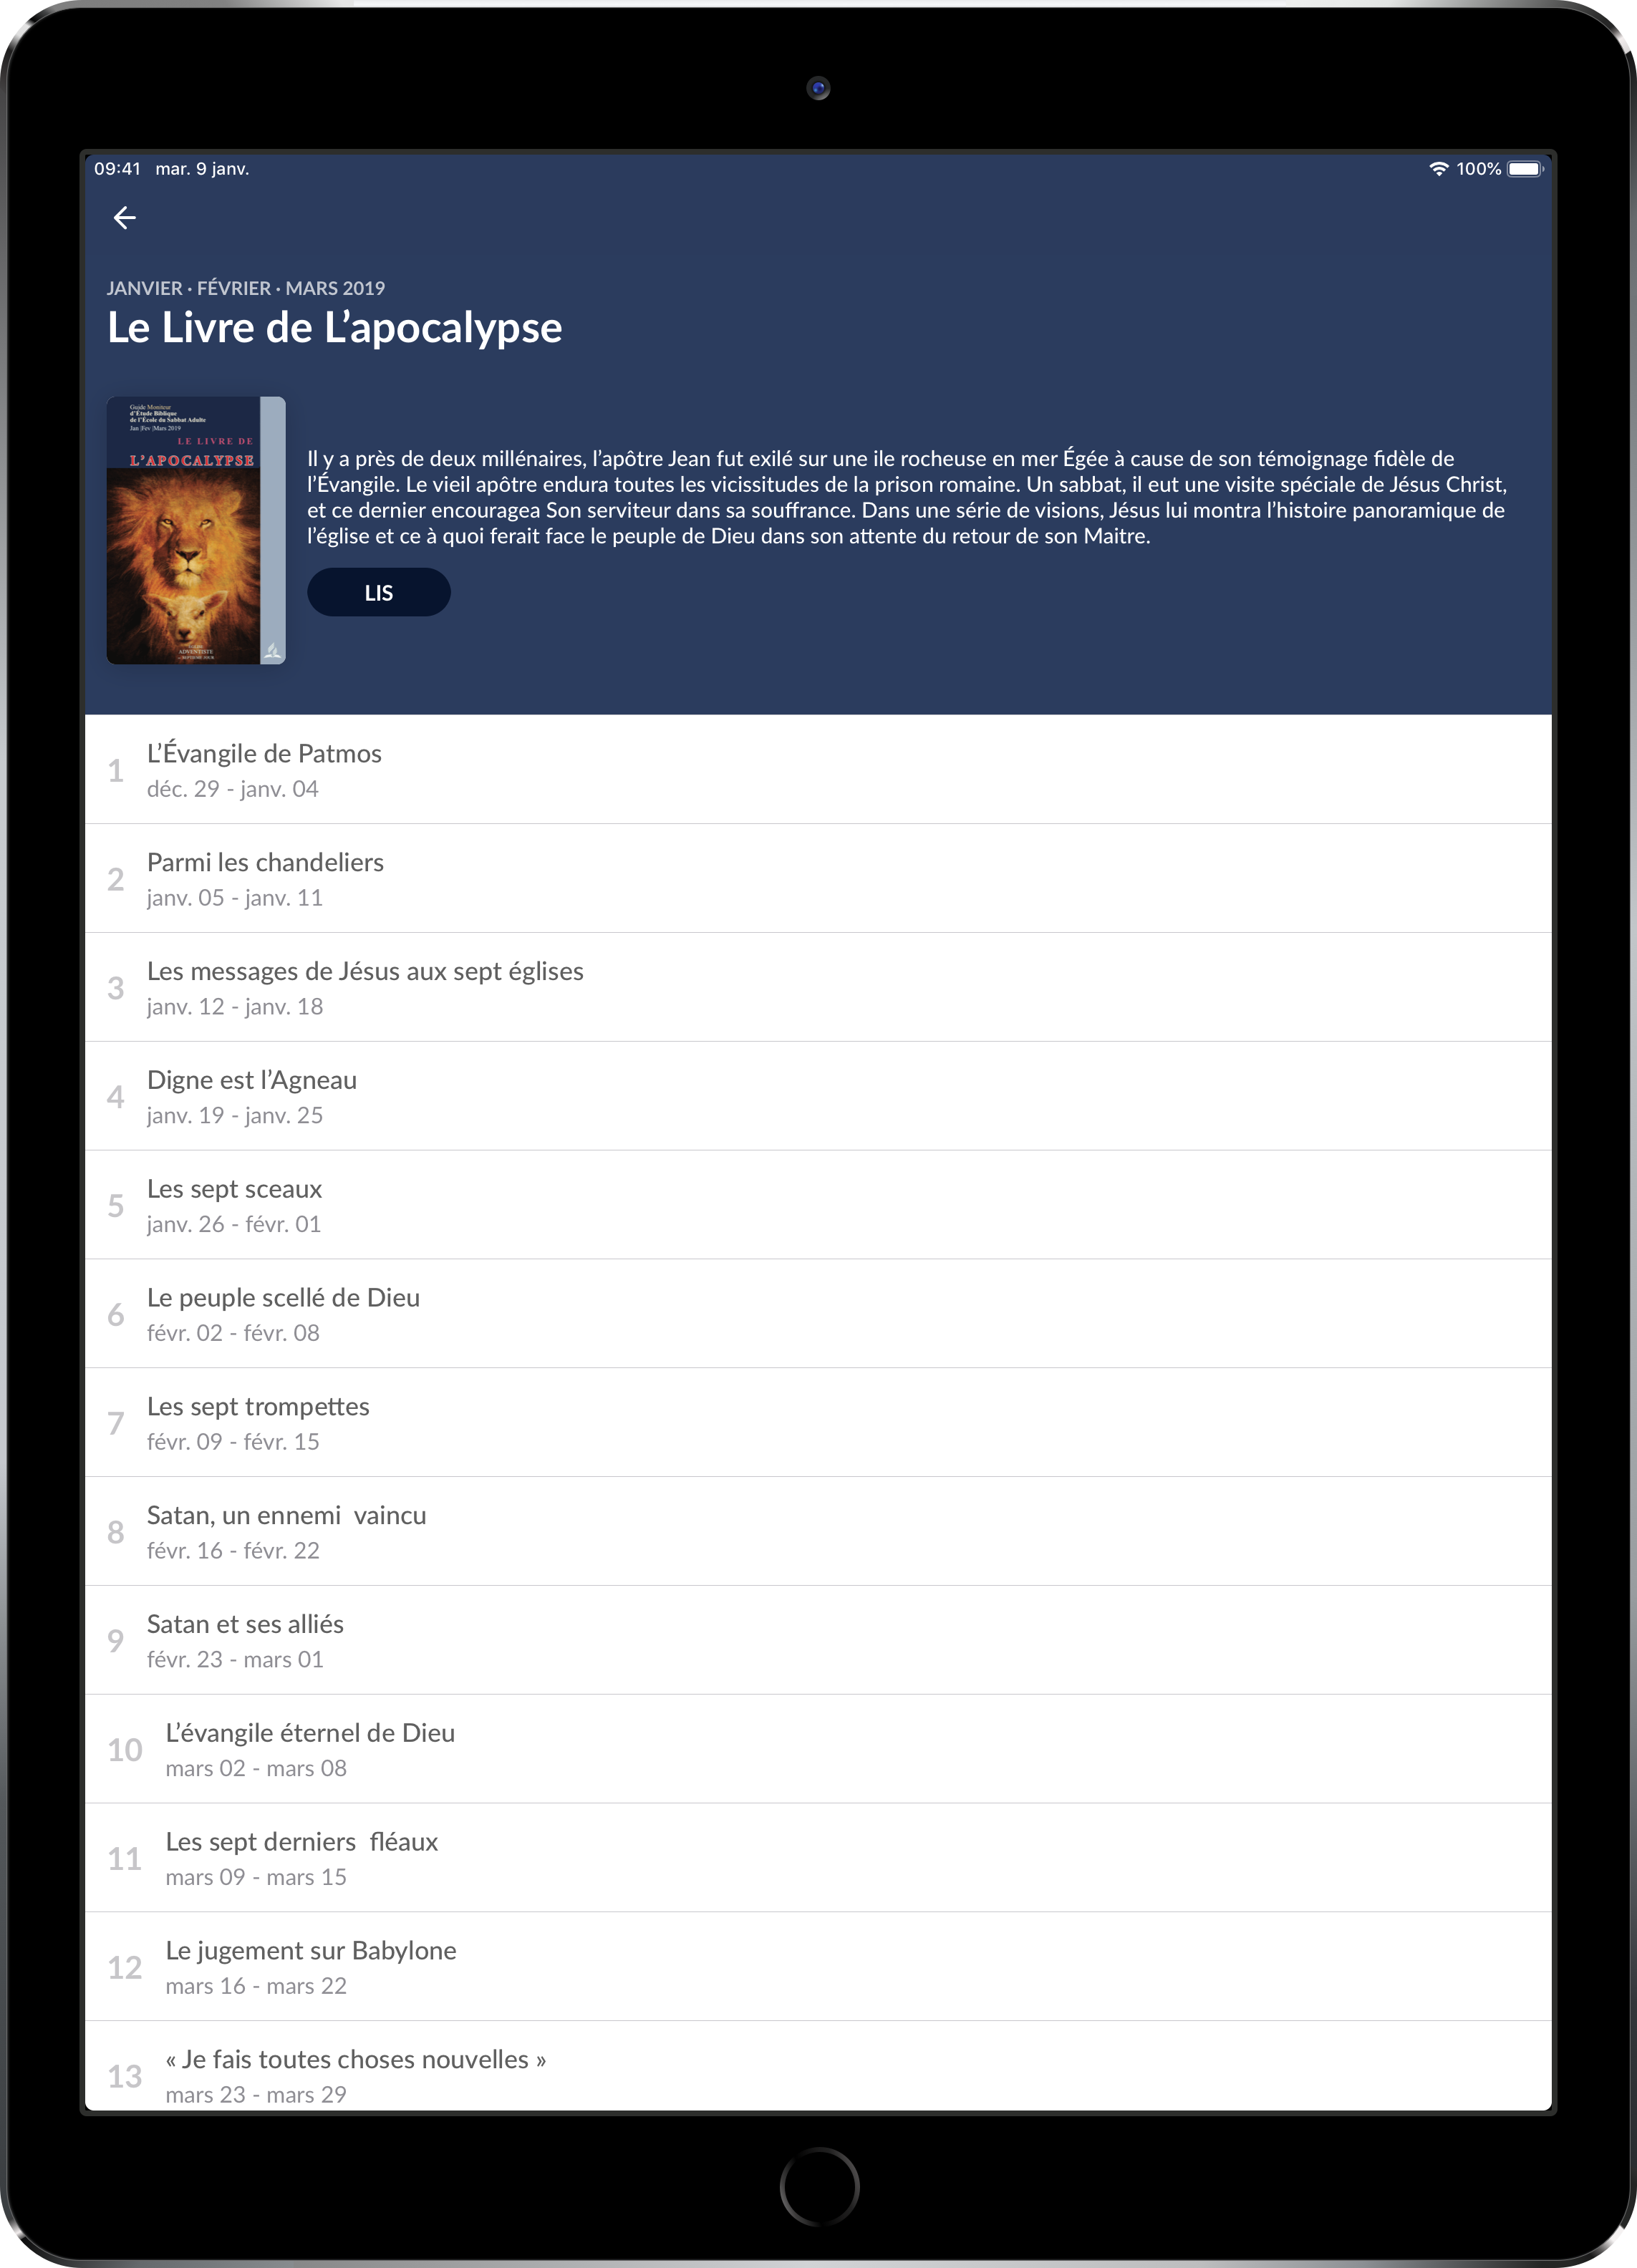 09:41 mar. 9 janv. 100%
JANVIER · FÉVRIER · MARS 2019
Le Livre de L’apocalypse
Guide Moniteur
d’Étude Biblique
de l’École du Sabbat Adulte
Jan |Fev |Mars 2019
LE LIVRE DE
L’APOCALYPSE
ADVENTISTE
Il y a près de deux millénaires, l’apôtre Jean fut exilé sur une ile rocheuse en mer Égée à cause de son témoignage fidèle de
l’Évangile. Le vieil apôtre endura toutes les vicissitudes de la prison romaine. Un sabbat, il eut une visite spéciale de Jésus Christ,
et ce dernier encouragea Son serviteur dans sa souffrance. Dans une série de visions, Jésus lui montra l’histoire panoramique de
l’église et ce à quoi ferait face le peuple de Dieu dans son attente du retour de son Maitre.
LIS
1 L’Évangile de Patmos
déc. 29 - janv. 04
2 Parmi les chandeliers
janv. 05 - janv. 11
3 Les messages de Jésus aux sept églises
janv. 12 - janv. 18
4 Digne est l’Agneau
janv. 19 - janv. 25
5 Les sept sceaux
janv. 26 - févr. 01
6 Le peuple scellé de Dieu
févr. 02 - févr. 08
7 Les sept trompettes
févr. 09 - févr. 15
8 Satan, un ennemi  vaincu
févr. 16 - févr. 22
9 Satan et ses alliés
févr. 23 - mars 01
10 L’évangile éternel de Dieu
mars 02 - mars 08
11 Les sept derniers  fléaux
mars 09 - mars 15
12 Le jugement sur Babylone
mars 16 - mars 22
13 « Je fais toutes choses nouvelles »
mars 23 - mars 29